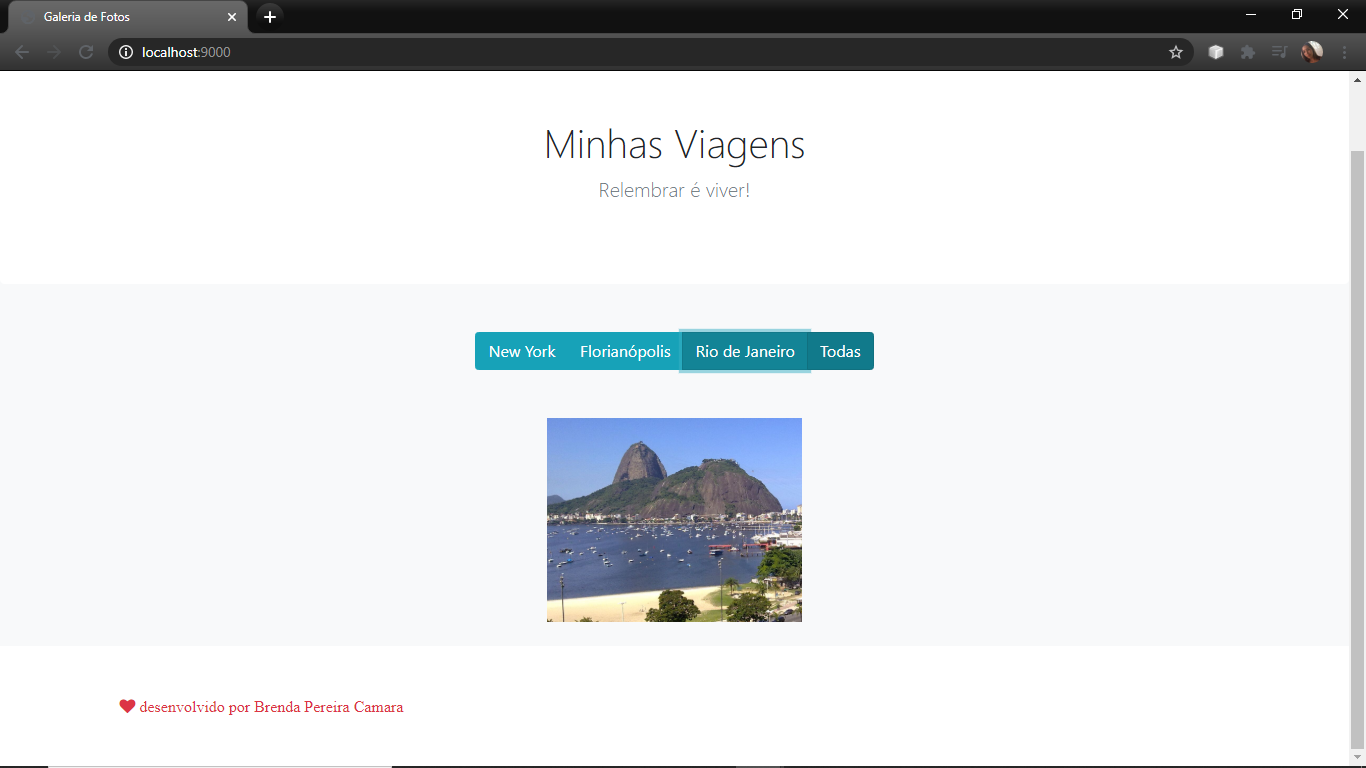 Galeria de Fotos
localhost:9000
Minhas Viagens
Relembrar é viver!
New York Florianópolis Rio de Janeiro Todas
desenvolvido por Brenda Pereira Camara